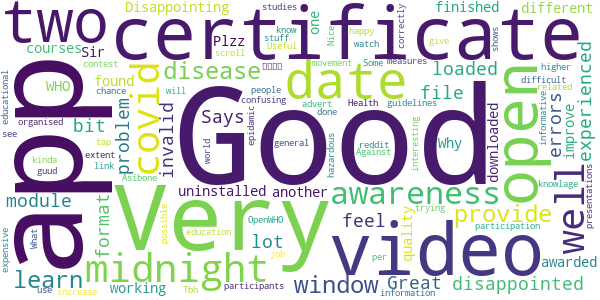 two certificate
studies Disappointing finished different
know happy one
stuff Useful Plzz watch Nice correctly
courses Sir scroll Some measures give shows
app Good open
WHO found disease date loaded
contest movement higher
educational covid chance will Health guidelines file difficult related
see bit Says people confusing advert done Why errors experienced
organised problem invalid epidemic downloaded informative
tap world general reddit Against improve
kinda extent link uninstalled another hazardous interesting well
guud Asibone Very awareness knowlage
module format feel provide presentations
OpenWHO trying participation
midnight lot possible education quality video
expensive What learn job window Great disappointed awarded
use increase working Tbh participants per information